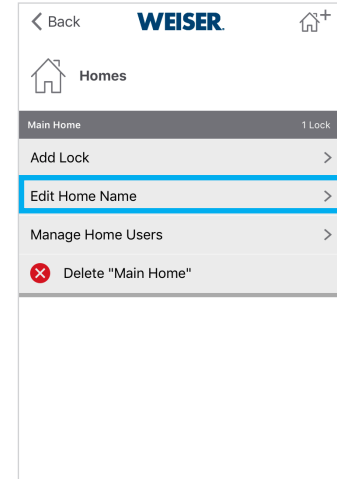 Back WEISER.
Homes
Main Home 1 Lock
Add Lock
Edit Home Name
Manage Home Users
Delete "Main Home"